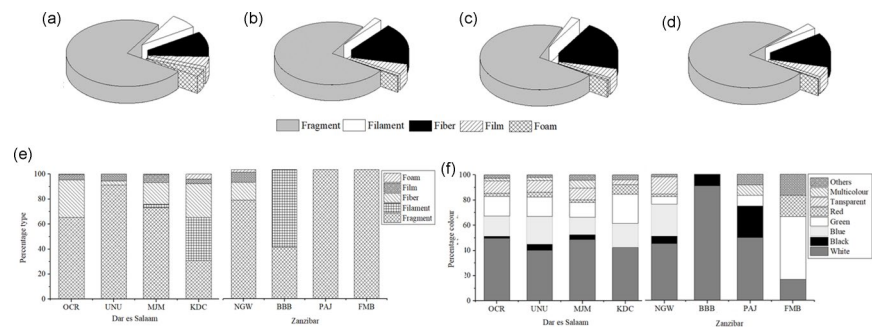 (a) (b) (c) (d)
Fragment Filament Fiber Film Foam
(e)
Percentage type
100
80
60
40
20
0
Foam
Film
Fiber
Filament
Fragment
OCR UNU MJM KDC NGW BBB PAJ FMB
Dar es Salaam Zanzibar
(f)
Percentage colour
100
80
60
40
20
0
Others
Multicolour
Tansparent
Red
Green
Blue
Black
White
OCR UNU MJM KDC NGW BBB PAJ FMB
Dar es Salaam Zanzibar